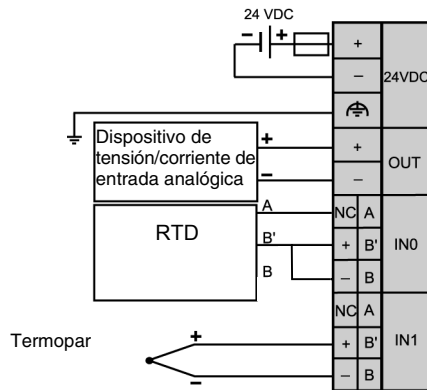 24 VDC
− + +
−
24VDC
Dispositivo de
tensión/corriente de
entrada analógica
+ +
− −
OUT
RTD
A NC A
B' + B'
B − B
IN0
NC A
Termopar
+ + B'
− − B
IN1